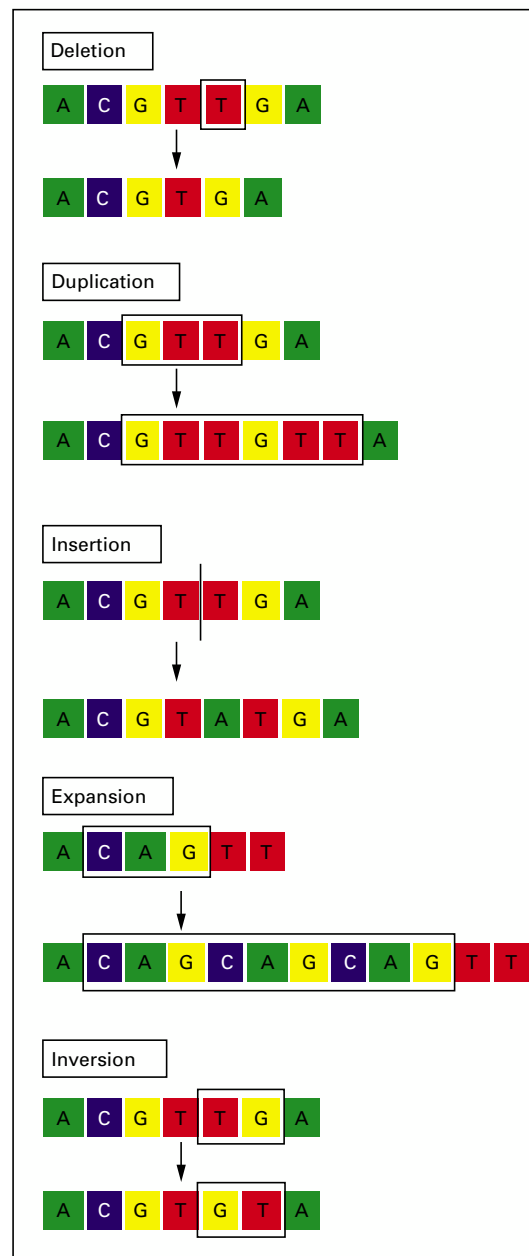 Deletion
A C G T T G A
A C G T G A
Duplication
A C G T T G A
A C G T T G T T A
Insertion
A C G T T G A
A C G T A T G A
Expansion
A C A G T T
A C A G C A G C A G T T
Inversion
A C G T T G A
A C G T G T A